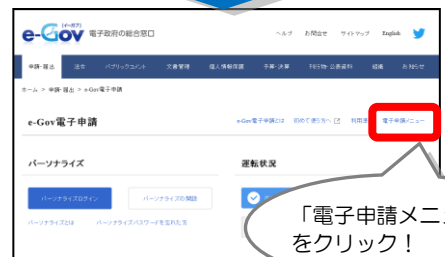 e-Gov 電子政府の総合窓口 ヘルプ お問合せ サイトマップ English
(イーガブ)
申請・届出 法令 パブリックコメント 文書管理 個人情報保護 予算・決算 刊行物・公表資料 組織 お知らせ
ホーム > 申請・届出 > e-Gov電子申請
e-Gov電子申請 e-Gov電子申請とは 初めて使う方へ 利用 電子申請メニュー
パーソナライズ 運転状況
パーソナライズログイン パーソナライズの開設
パーソナライズとは パーソナライズパスワードを忘れた方
「電子申請メニ
をクリック！